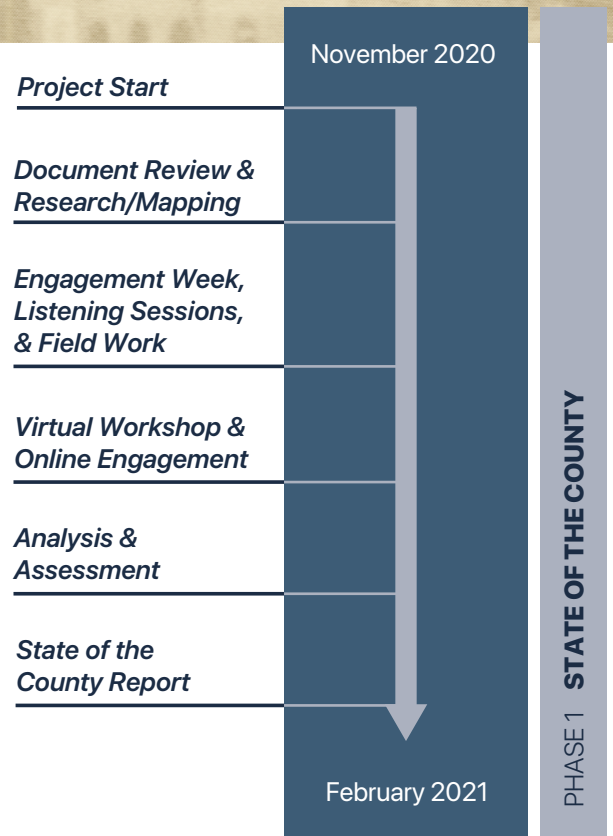 November 2020
Project Start
Document Review &
Research/Mapping
Engagement Week,
Listening Sessions,
& Field Work
Virtual Workshop &
Online Engagement
Analysis &
Assessment
State of the
County Report
February 2021
PHASE 1 STATE OF THE COUNTY